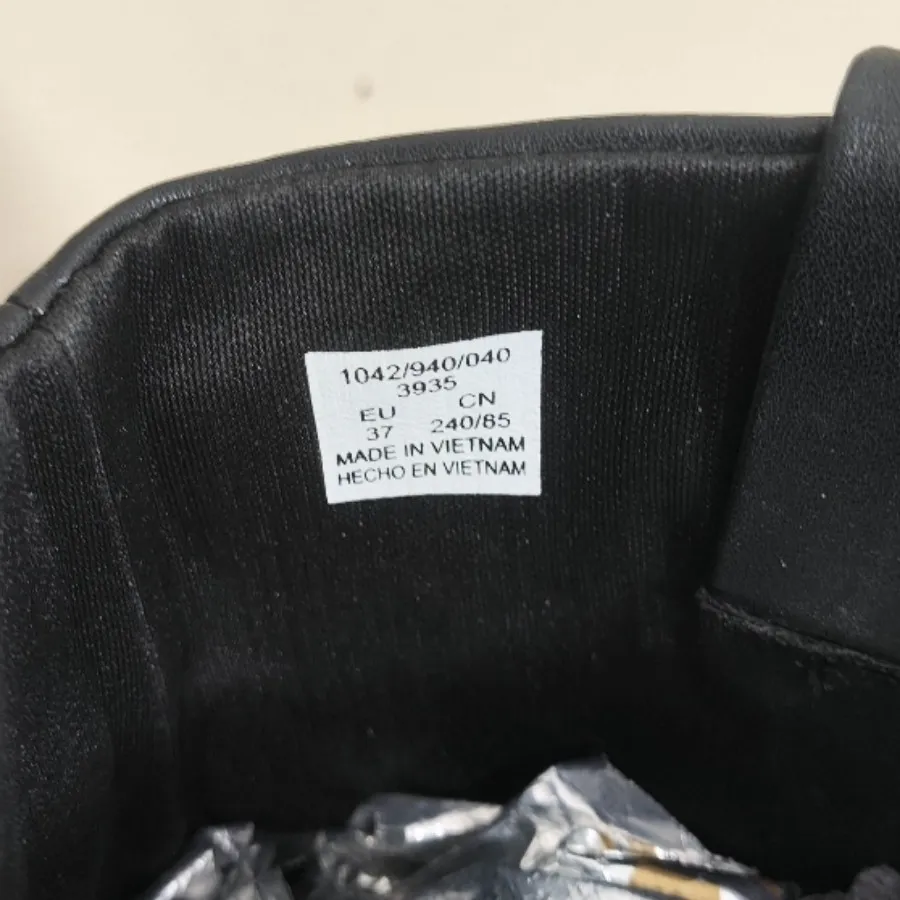 1042/940/040
3935
EU CN
37 240/85
MADE IN VIETNAM
HECHO EN VIETNAM